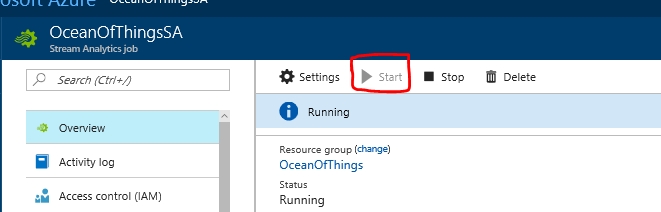 osoft Azure OceanOfThingsSA
OceanOfThingsSA
Stream Analytics job
Search (Ctrl+/)
Settings Start Stop Delete
Running
Overview
Activity log
Access control (IAM)
Resource group (change)
OceanOfThings
Status
Running